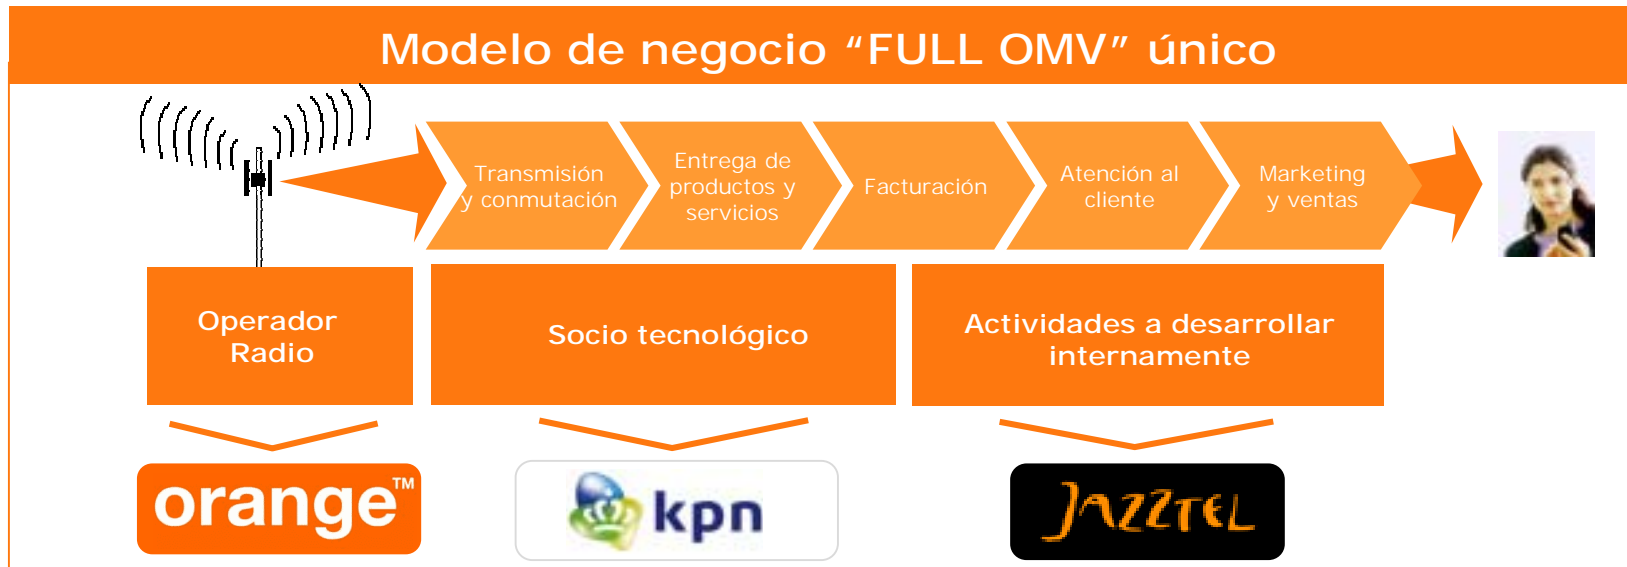 Modelo de negocio “FULL OMV” único
Transmisión
y conmutación
Entrega de
productos y
servicios
Facturación
Atención al
cliente
Marketing
y ventas
Operador
Radio
Socio tecnológico
Actividades a desarrollar
internamente
orange™
kpn
JAZZTEL